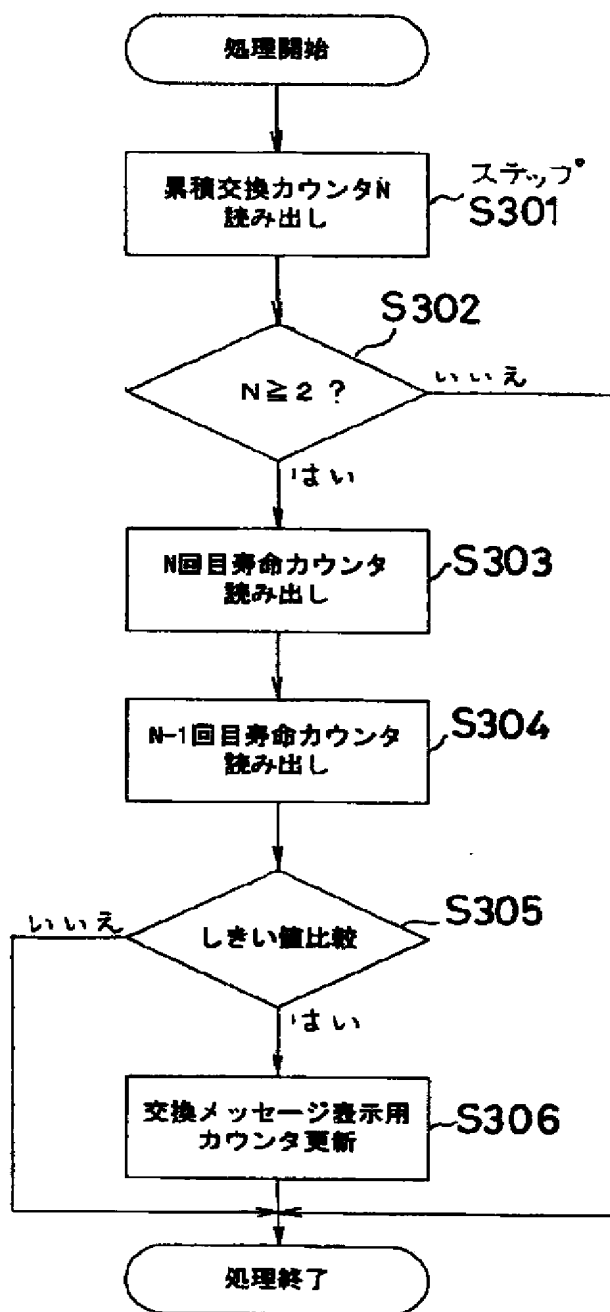 処理開始
累積交換カウンタN
読み出し
ステップ
S301
S302
N≧2?
いいえ
はい
N回目寿命カウンタ
読み出し
S303
N-1回目寿命カウンタ
読み出し
S304
しきい値比較
S305
いいえ
はい
交換メッセージ表示用
カウンタ更新
S306
処理終了